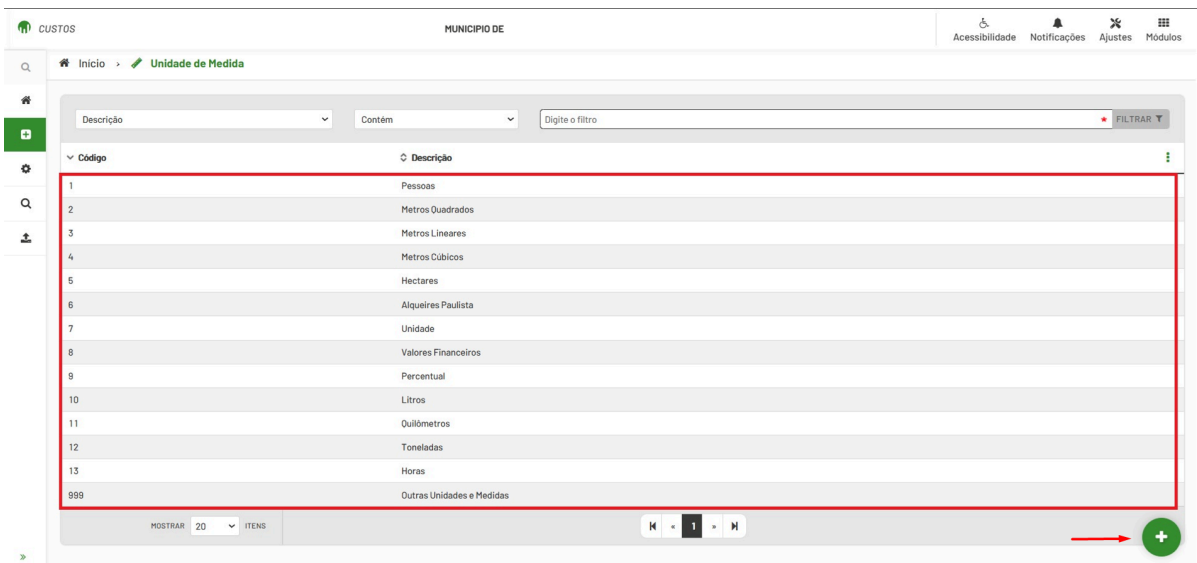 CUSTOS MUNICIPIO DE Acessibilidade Notificações Ajustes Módulos
Início › Unidade de Medida
Descrição Contém Digite o filtro * FILTRAR
Código Descrição
1 Pessoas
2 Metros Quadrados
3 Metros Lineares
4 Metros Cúbicos
5 Hectares
6 Alqueires Paulista
7 Unidade
8 Valores Financeiros
9 Percentual
10 Litros
11 Quilômetros
12 Toneladas
13 Horas
999 Outras Unidades e Medidas
MOSTRAR 20 ITENS « 1 »
»